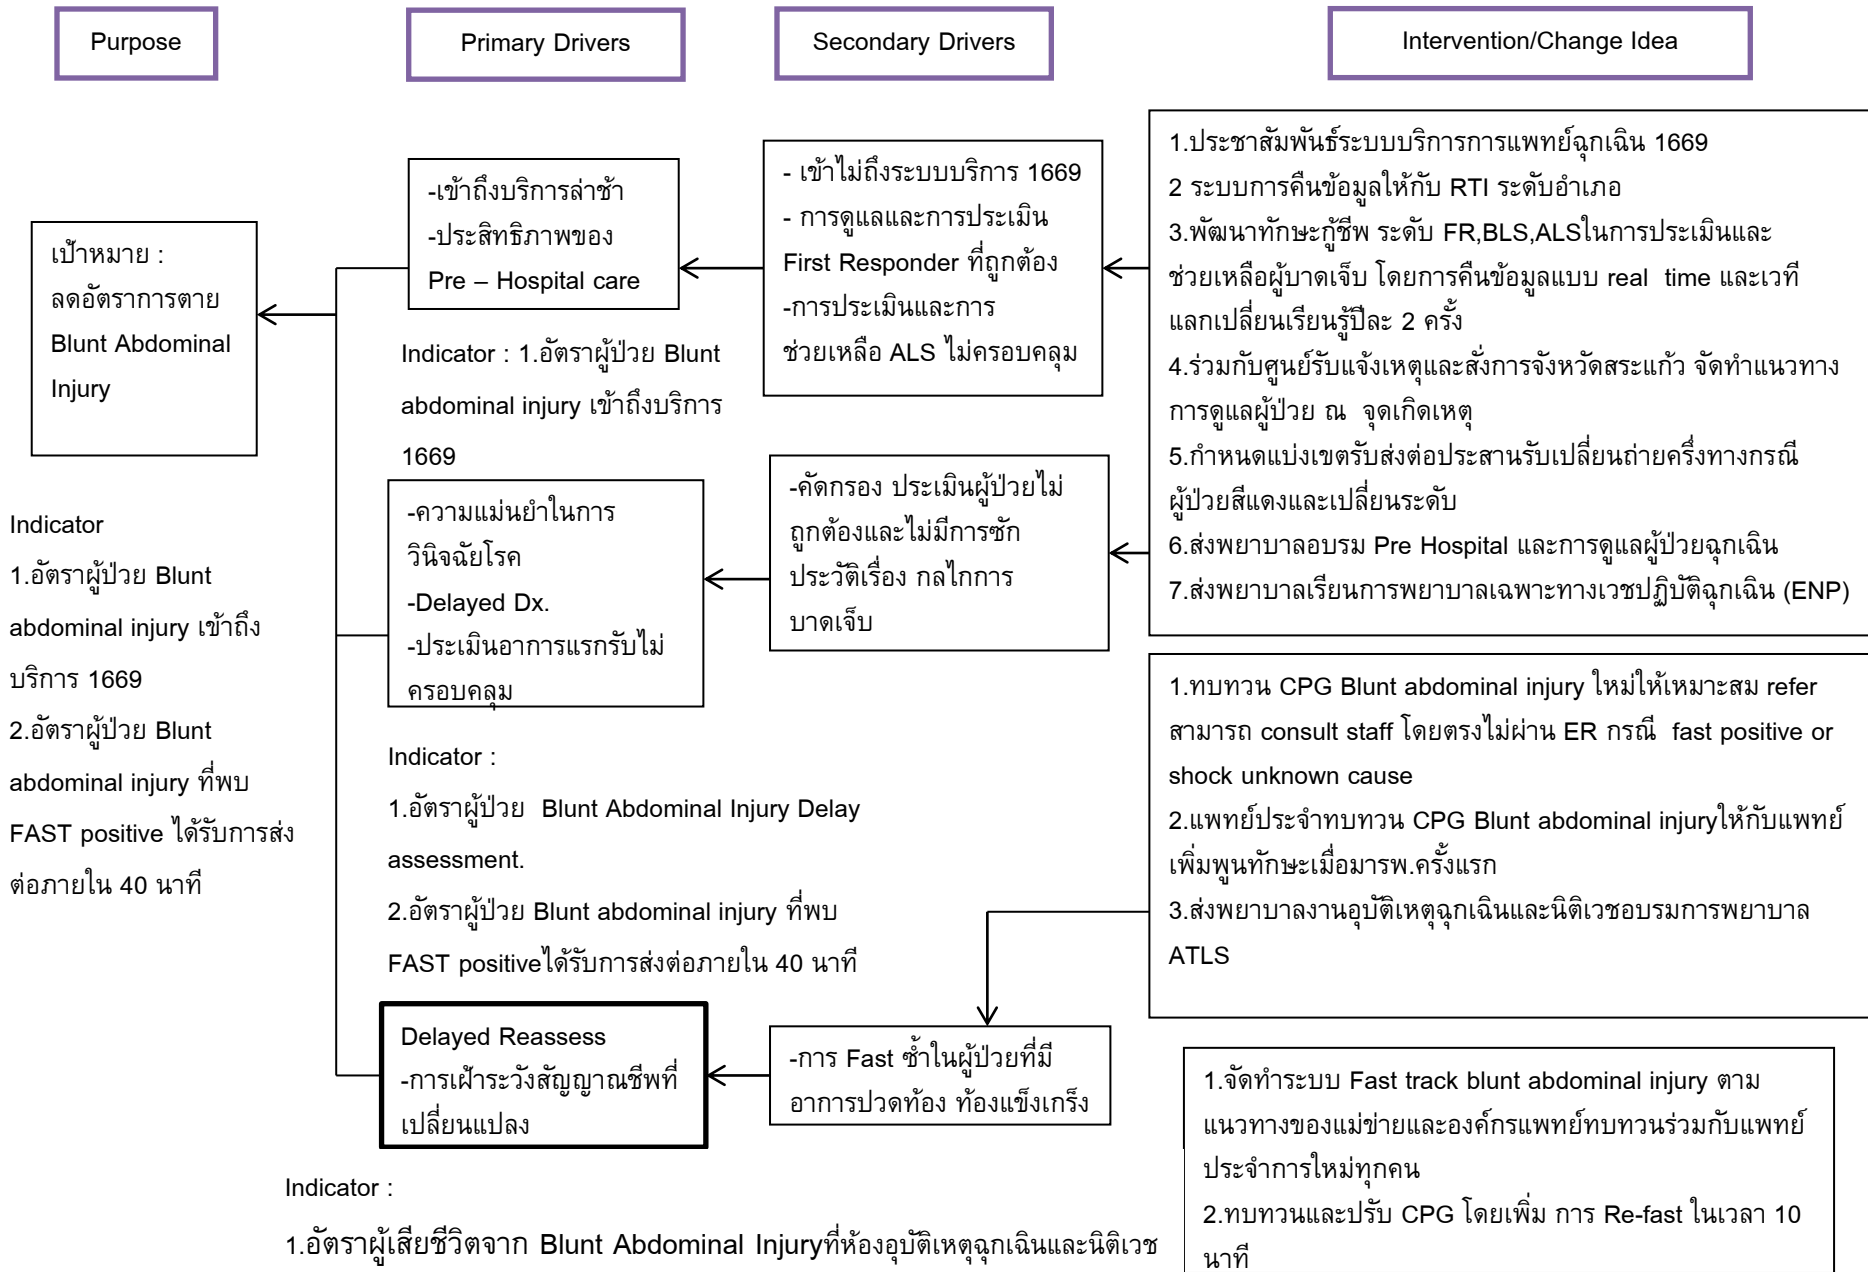 Purpose
Primary Drivers
Secondary Drivers
Intervention/Change Idea
เป้าหมาย :
ลดอัตราการตาย
Blunt Abdominal
Injury
Indicator
1.อัตราผู้ป่วย Blunt
abdominal injury เข้าถึง
บริการ 1669
2.อัตราผู้ป่วย Blunt
abdominal injury ที่พบ
FAST positive ได้รับการส่ง
ต่อภายใน 40 นาที
-เข้าถึงบริการล่าช้า
-ประสิทธิภาพของ
Pre – Hospital care
Indicator : 1.อัตราผู้ป่วย Blunt
abdominal injury เข้าถึงบริการ
1669
-ความแม่นยำในการ
วินิจฉัยโรค
-Delayed Dx.
-ประเมินอาการแรกรับไม่
ครอบคลุม
Indicator :
1.อัตราผู้ป่วย  Blunt Abdominal Injury Delay
assessment.
2.อัตราผู้ป่วย Blunt abdominal injury ที่พบ
FAST positiveได้รับการส่งต่อภายใน 40 นาที
Delayed Reassess
-การเฝ้าระวังสัญญาณชีพที่
เปลี่ยนแปลง
Indicator :
1.อัตราผู้เสียชีวิตจาก Blunt Abdominal Injuryที่ห้องอุบัติเหตุฉุกเฉินและนิติเวช
- เข้าไม่ถึงระบบบริการ 1669
- การดูแลและการประเมิน
First Responder ที่ถูกต้อง
-การประเมินและการ
ช่วยเหลือ ALS ไม่ครอบคลุม
-คัดกรอง ประเมินผู้ป่วยไม่
ถูกต้องและไม่มีการซัก
ประวัติเรื่อง กลไกการ
บาดเจ็บ
-การ Fast ซ้ำในผู้ป่วยที่มี
อาการปวดท้อง ท้องแข็งเกร็ง
1.ประชาสัมพันธ์ระบบบริการการแพทย์ฉุกเฉิน 1669
2 ระบบการคืนข้อมูลให้กับ RTI ระดับอำเภอ
3.พัฒนาทักษะกู้ชีพ ระดับ FR,BLS,ALSในการประเมินและ
ช่วยเหลือผู้บาดเจ็บ โดยการคืนข้อมูลแบบ real  time และเวที
แลกเปลี่ยนเรียนรู้ปีละ 2 ครั้ง
4.ร่วมกับศูนย์รับแจ้งเหตุและสั่งการจังหวัดสระแก้ว จัดทำแนวทาง
การดูแลผู้ป่วย ณ  จุดเกิดเหตุ
5.กำหนดแบ่งเขตรับส่งต่อประสานรับเปลี่ยนถ่ายครึ่งทางกรณี
ผู้ป่วยสีแดงและเปลี่ยนระดับ
6.ส่งพยาบาลอบรม Pre Hospital และการดูแลผู้ป่วยฉุกเฉิน
7.ส่งพยาบาลเรียนการพยาบาลเฉพาะทางเวชปฏิบัติฉุกเฉิน (ENP)
1.ทบทวน CPG Blunt abdominal injury ใหม่ให้เหมาะสม refer
สามารถ consult staff โดยตรงไม่ผ่าน ER กรณี  fast positive or
shock unknown cause
2.แพทย์ประจำทบทวน CPG Blunt abdominal injuryให้กับแพทย์
เพิ่มพูนทักษะเมื่อมารพ.ครั้งแรก
3.ส่งพยาบาลงานอุบัติเหตุฉุกเฉินและนิติเวชอบรมการพยาบาล
ATLS
1.จัดทำระบบ Fast track blunt abdominal injury ตาม
แนวทางของแม่ข่ายและองค์กรแพทย์ทบทวนร่วมกับแพทย์
ประจำการใหม่ทุกคน
2.ทบทวนและปรับ CPG โดยเพิ่ม การ Re-fast ในเวลา 10
นาที